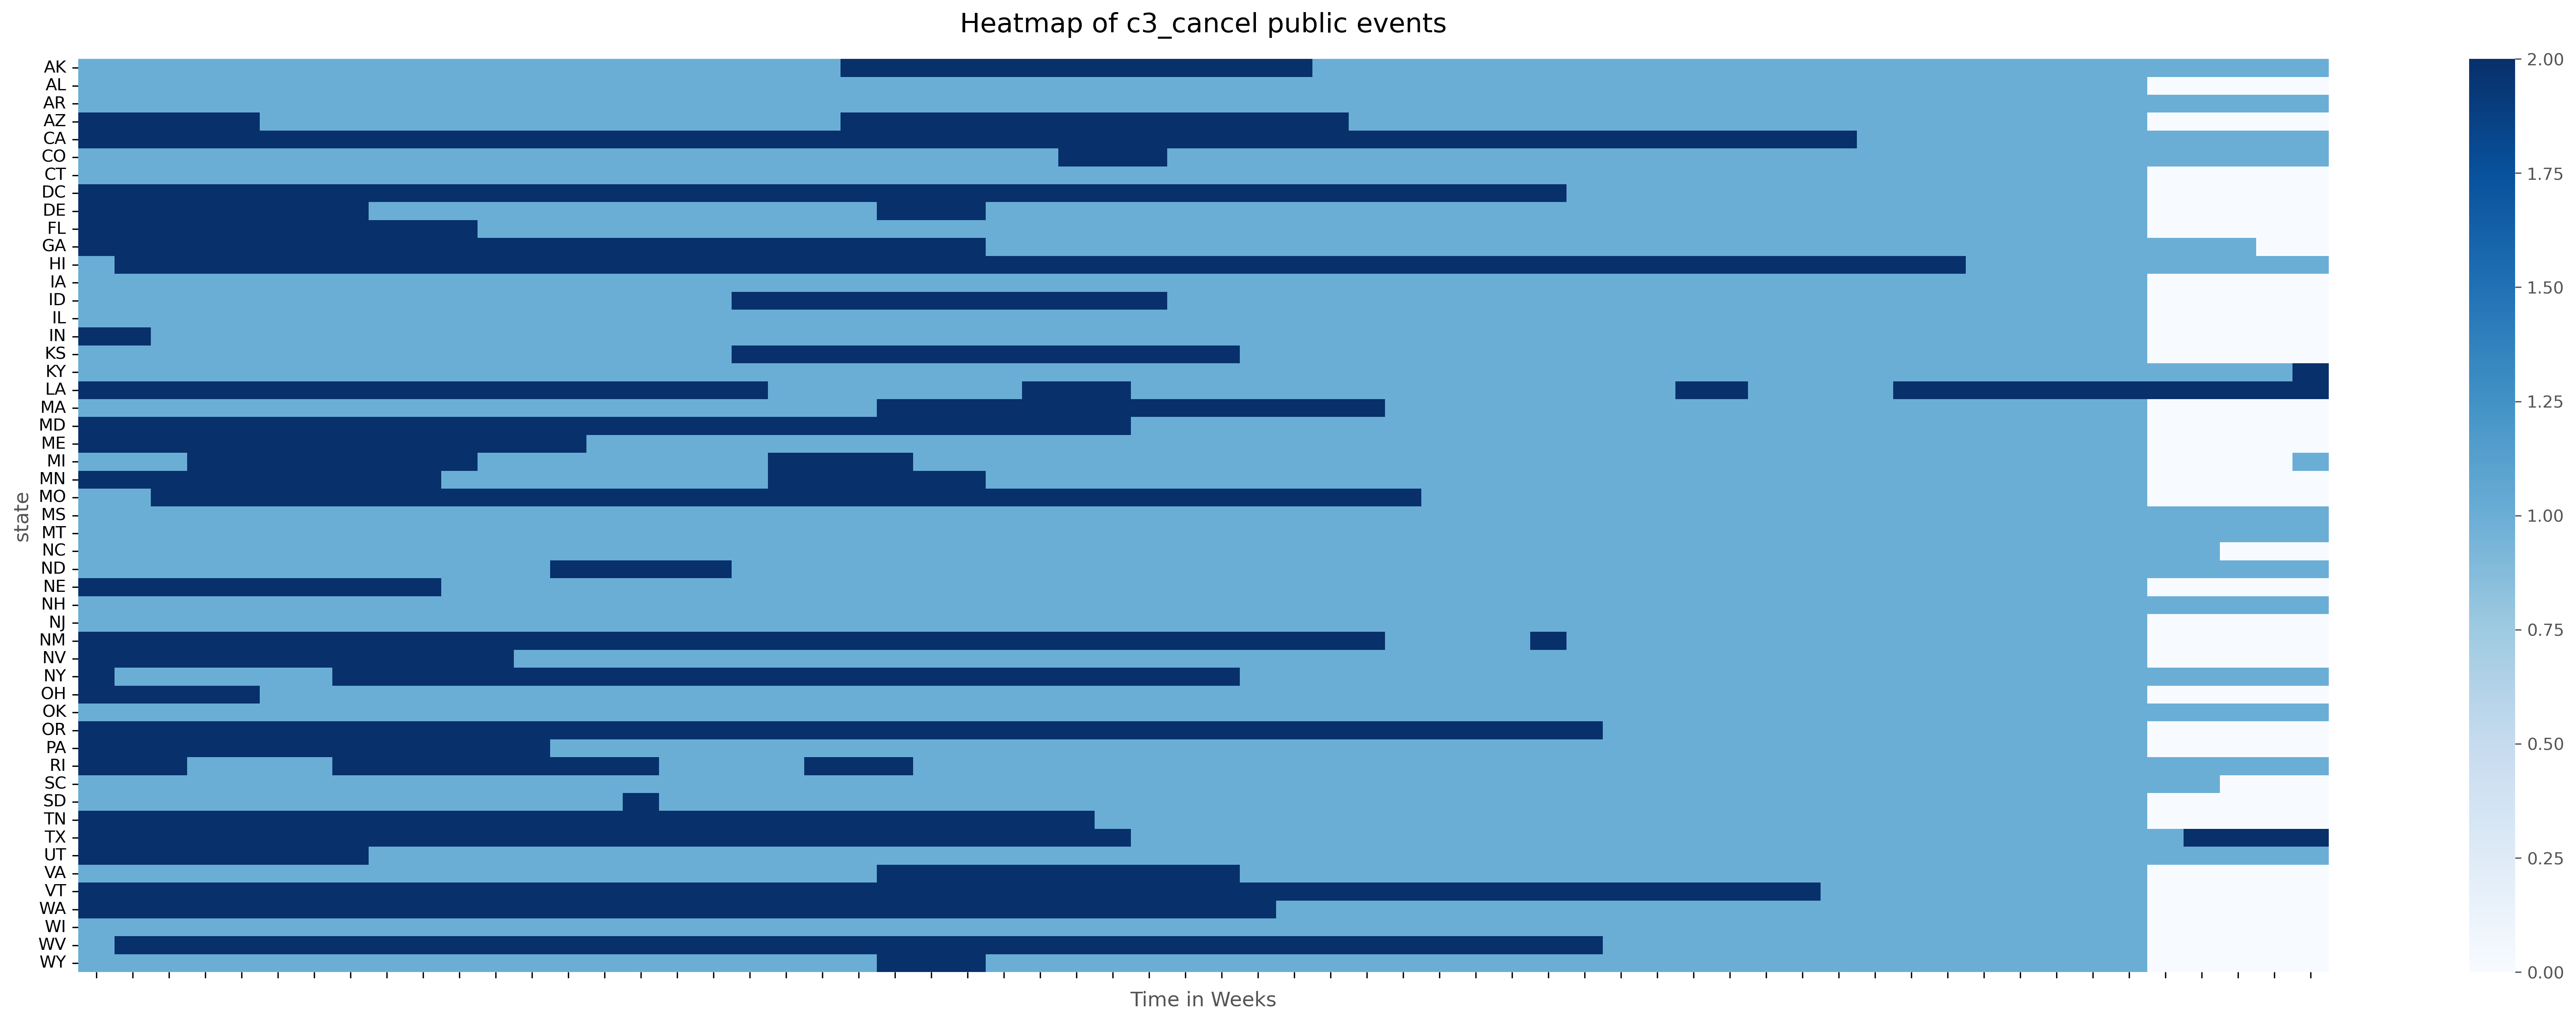 Heatmap of c3_cancel public events
AK
AL
AR
AZ
CA
CO
CT
DC
DE
FL
GA
HI
IA
ID
IL
IN
KS
KY
LA
MA
MD
ME
MI
MN
MO
MS
MT
NC
ND
NE
NH
NJ
NM
NV
NY
OH
OK
OR
PA
RI
SC
SD
TN
TX
UT
VA
VT
WA
WI
WV
WY
state
Time in Weeks
2.00
1.75
1.50
1.25
1.00
0.75
0.50
0.25
0.00